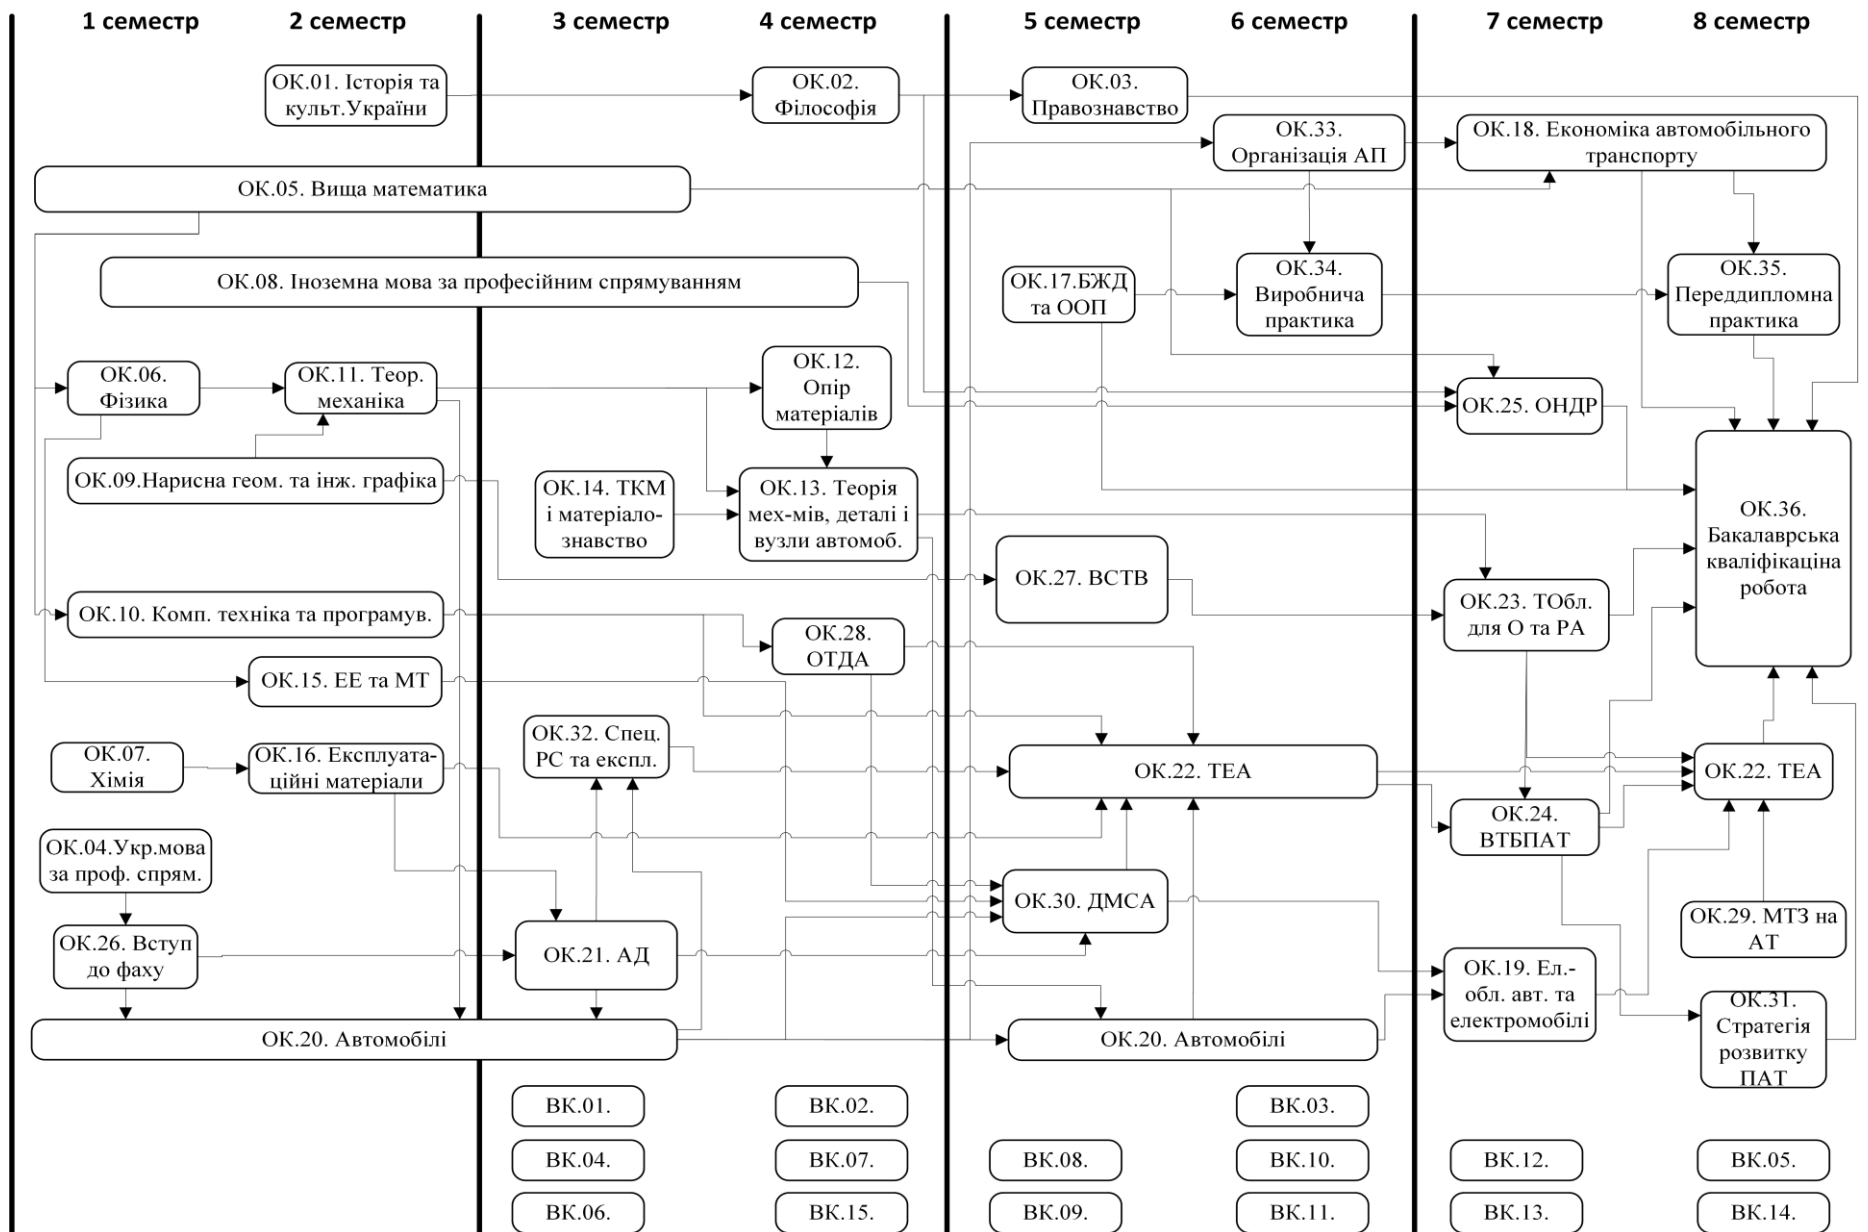 1 семестр
2 семестр
3 семестр
4 семестр
5 семестр
6 семестр
7 семестр
8 семестр
ОК.01. Історія та
культ.України
ОК.02.
Філософія
ОК.03.
Правознавство
ОК.33.
Організація АП
ОК.18. Економіка автомобільного
транспорту
ОК.05. Вища математика
ОК.08. Іноземна мова за професійним спрямуванням
ОК.17.БЖД
та ООП
ОК.34.
Виробнича
практика
ОК.35.
Переддипломна
практика
ОК.06.
Фізика
ОК.11. Теор.
механіка
ОК.12.
Опір
матеріалів
ОК.25. ОНДР
ОК.09.Нарисна геом. та інж. графіка
ОК.14. ТКМ
і матеріало-
знавство
ОК.13. Теорія
мех-мів, деталі і
вузли автомоб.
ОК.36.
Бакалаврська
кваліфікаціна
робота
ОК.27. ВСТВ
ОК.10. Комп. техніка та програмув.
ОК.28.
ОТДА
ОК.23. ТОбл.
для О та РА
ОК.15. ЕЕ та МТ
ОК.07.
Хімія
ОК.16. Експлуата-
ційні матеріали
ОК.32. Спец.
РС та експл.
ОК.22. ТЕА
ОК.22. ТЕА
ОК.24.
ВТБПАТ
ОК.04.Укр.мова
за проф. спрям.
ОК.30. ДМСА
ОК.29. МТЗ на
АТ
ОК.26. Вступ
до фаху
ОК.21. АД
ОК.19. Ел.-
обл. авт. та
електромобілі
ОК.31.
Стратегія
розвитку
ПАТ
ОК.20. Автомобілі
ОК.20. Автомобілі
ВК.01.
ВК.02.
ВК.03.
ВК.04.
ВК.07.
ВК.08.
ВК.10.
ВК.12.
ВК.05.
ВК.06.
ВК.15.
ВК.09.
ВК.11.
ВК.13.
ВК.14.